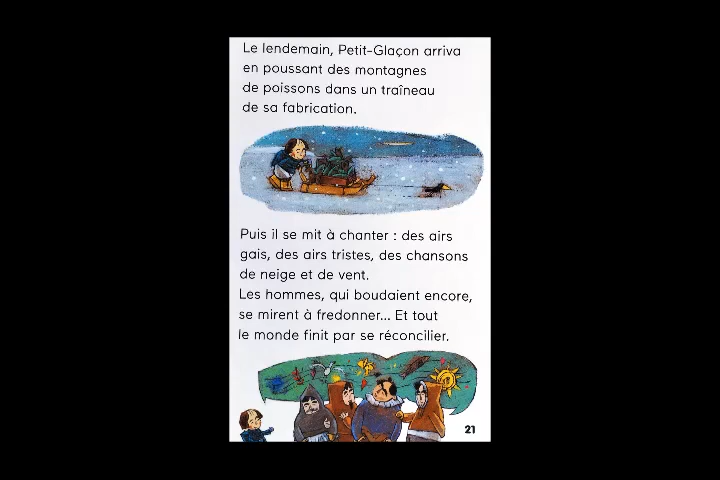 Le lendemain, Petit-Glaçon arriva
en poussant des montagnes
de poissons dans un traîneau
de sa fabrication.
Puis il se mit à chanter : des airs
gais, des airs tristes, des chansons
de neige et de vent.
Les hommes, qui boudaient encore,
se mirent à fredonner... Et tout
le monde finit par se réconcilier.
21